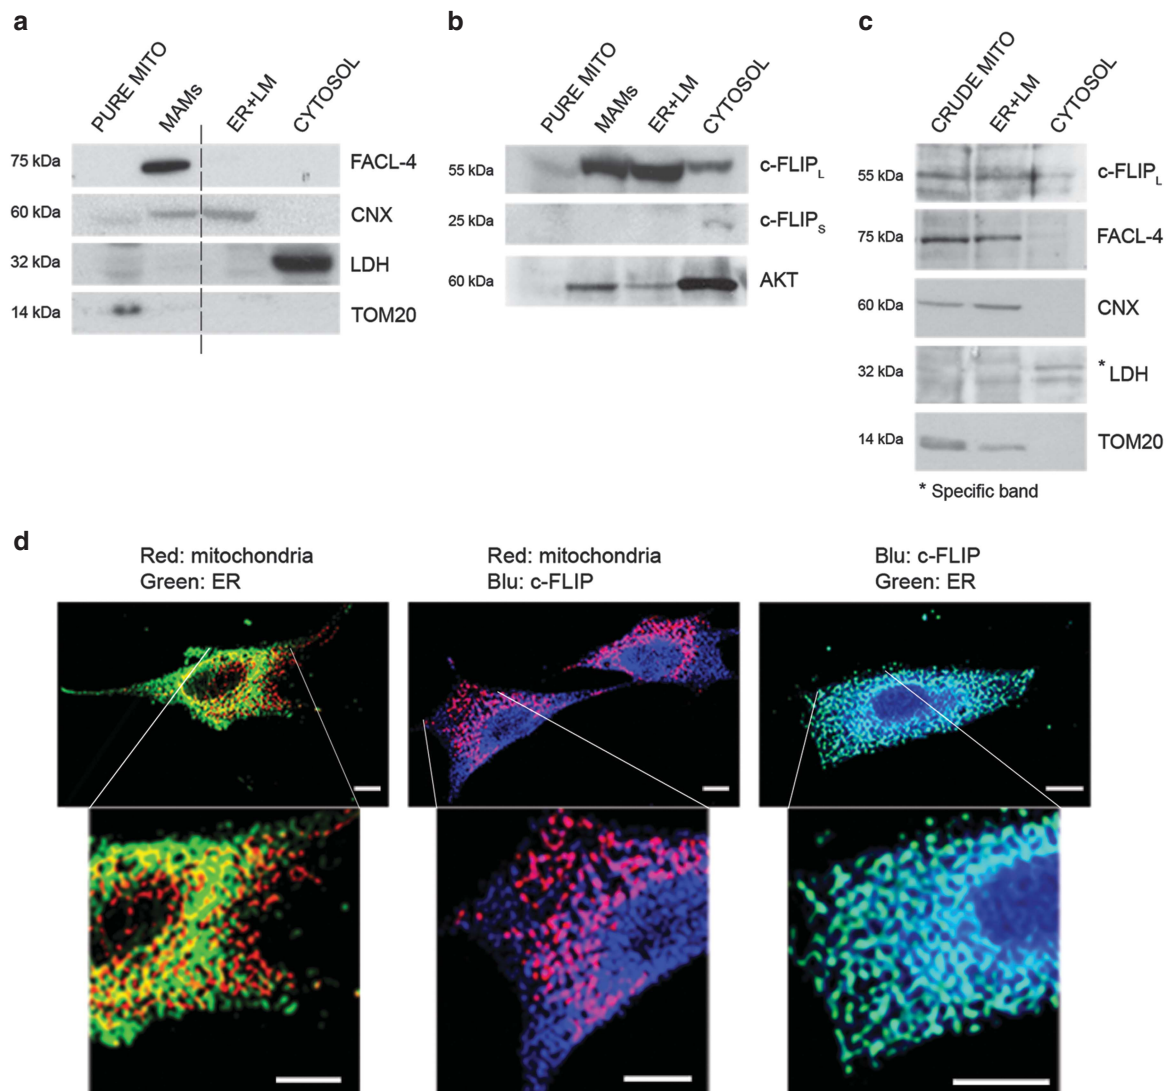 a
PURE MITO
MAMs
ER+LM
CYTOSOL
75 kDa
FACL-4
60 kDa
CNX
32 kDa
LDH
14 kDa
TOM20
b
PURE MITO
MAMs
ER+LM
CYTOSOL
55 kDa
c-FLIPL
25 kDa
c-FLIPS
60 kDa
AKT
c
CRUDE MITO
ER+LM
CYTOSOL
55 kDa
c-FLIPL
75 kDa
FACL-4
60 kDa
CNX
32 kDa
* LDH
14 kDa
TOM20
* Specific band
d
Red: mitochondria
Green: ER
Red: mitochondria
Blu: c-FLIP
Blu: c-FLIP
Green: ER